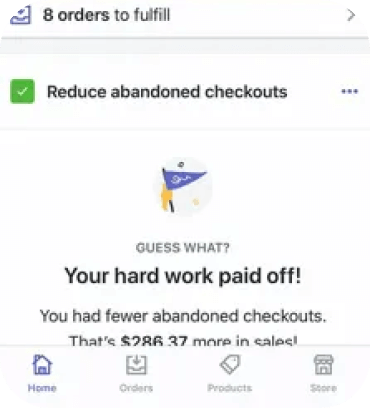 8 orders to fulfill
Reduce abandoned checkouts
GUESS WHAT?
Your hard work paid off!
You had fewer abandoned checkouts.
That's $286.37 more in sales!
Home
Orders
Products
Store